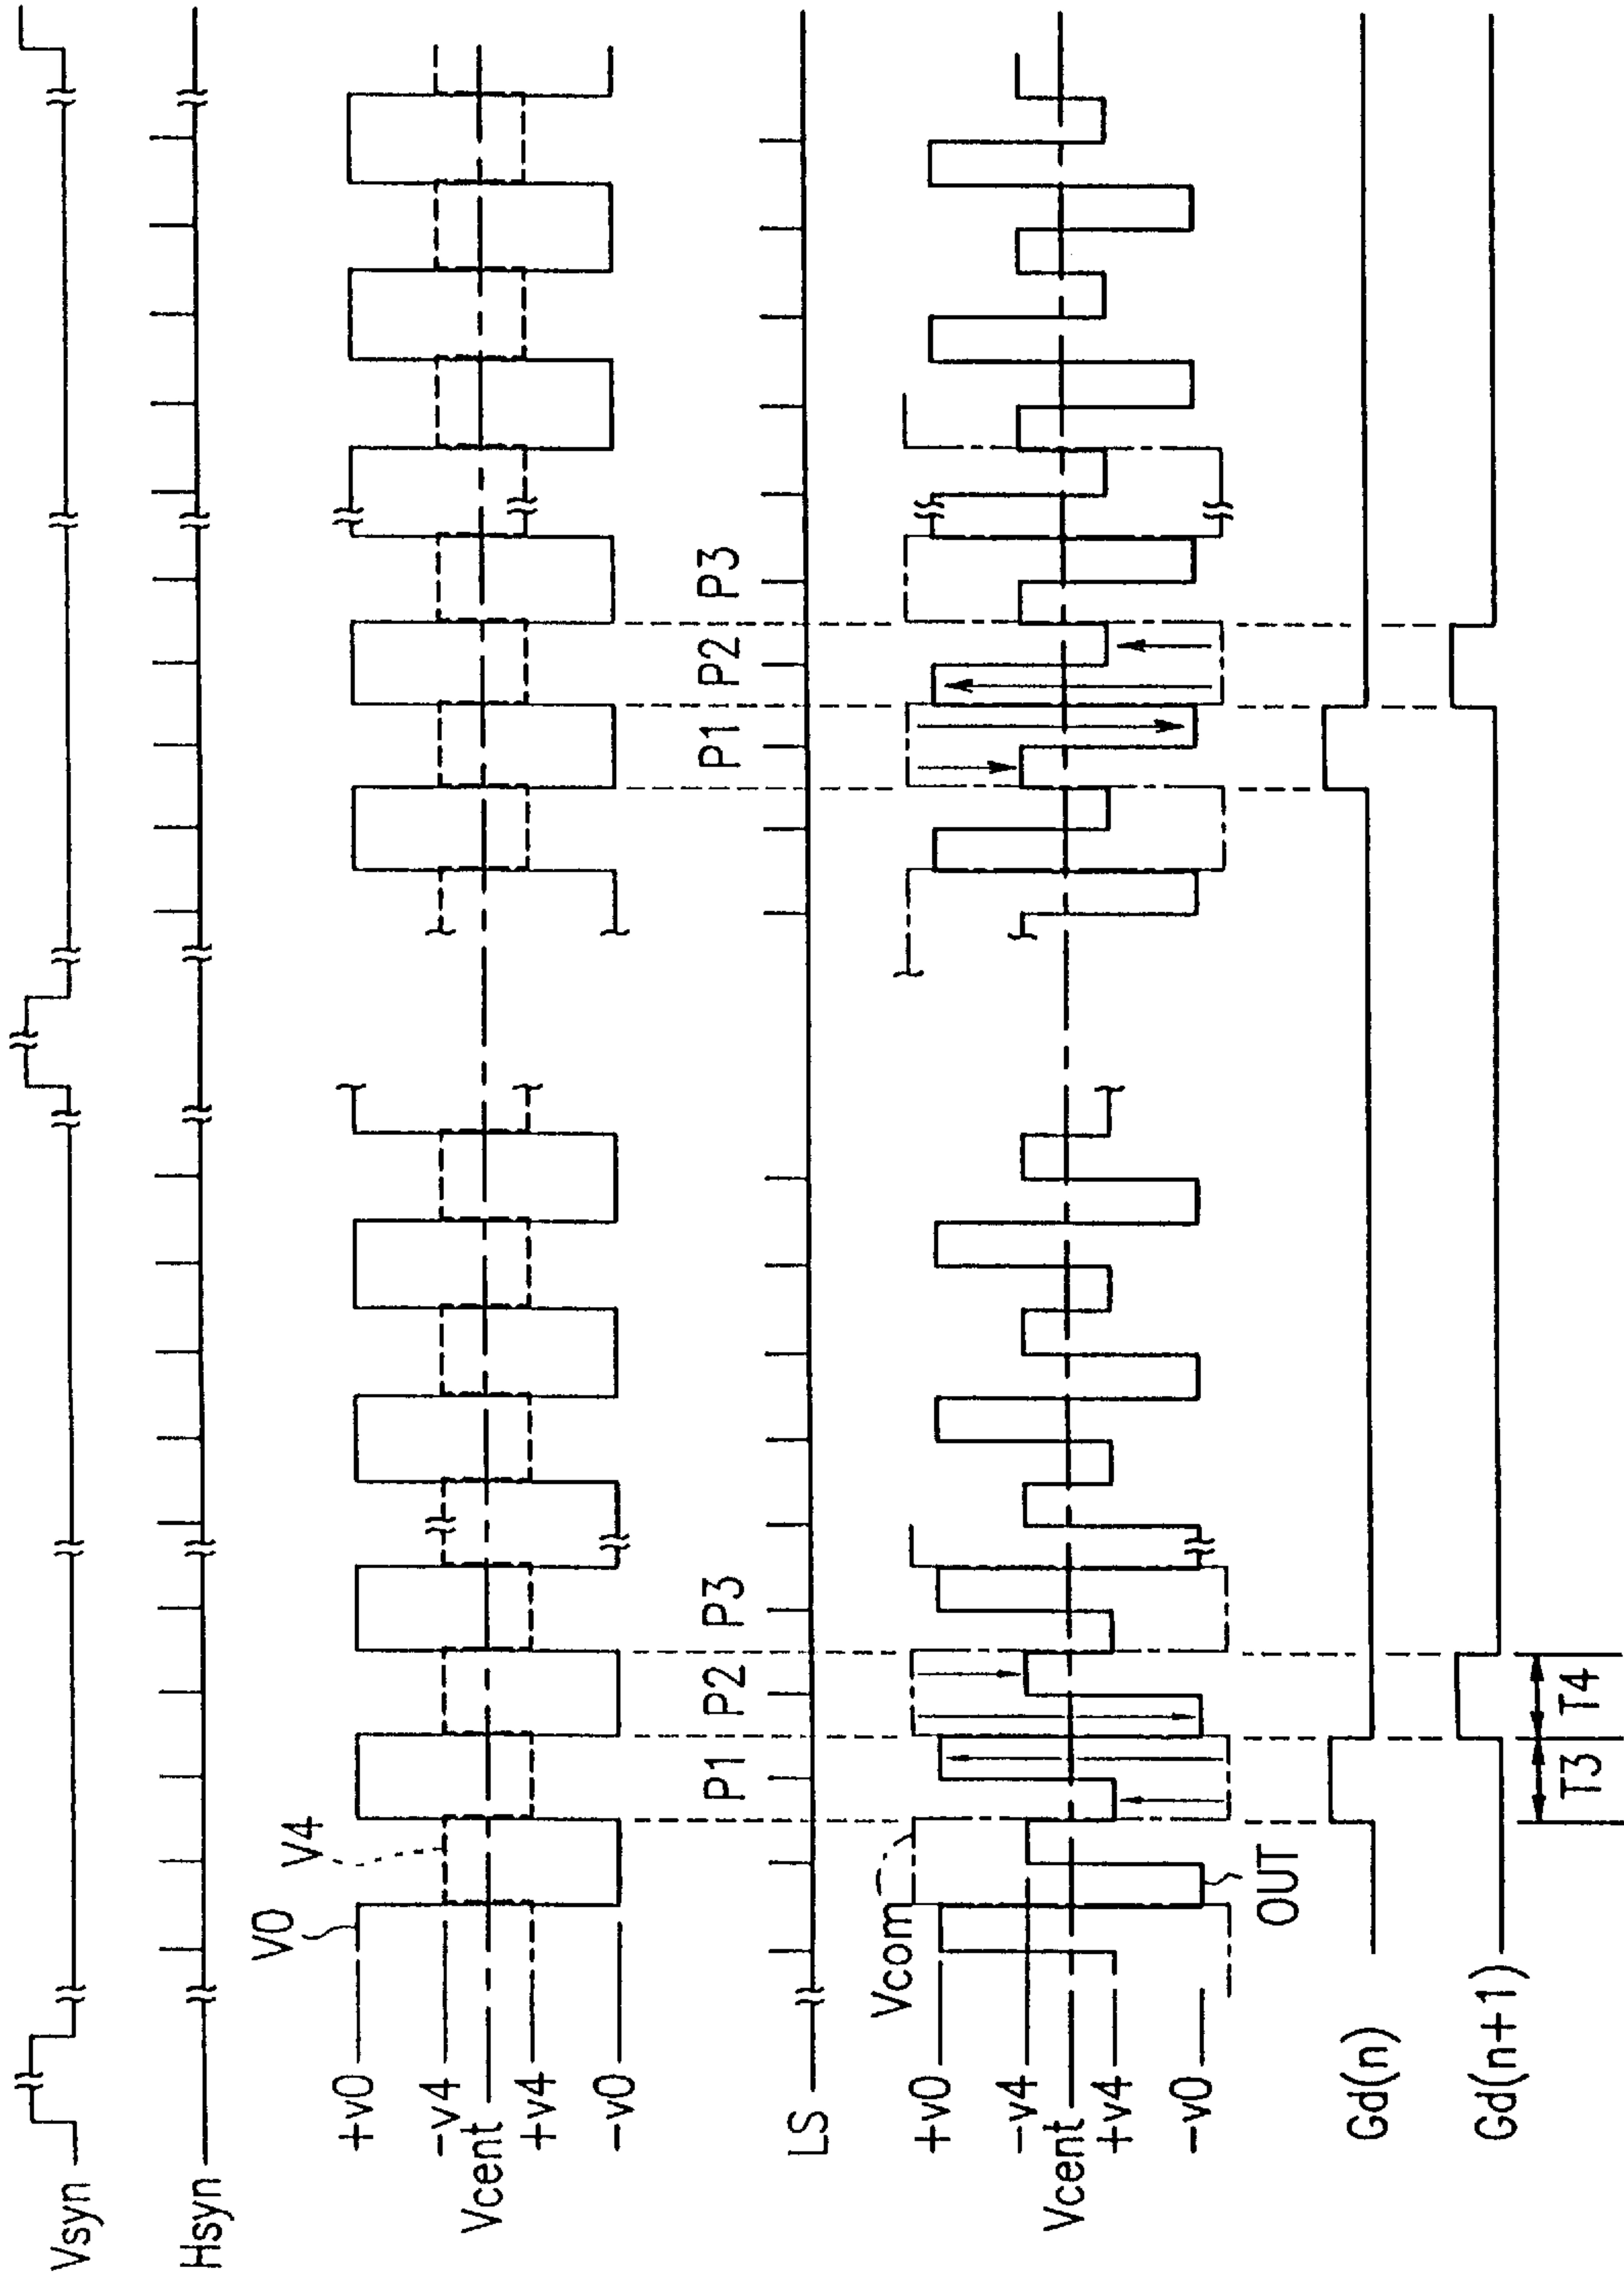 Vsyn
Hsyn
V0
V4
+v0
-v4
Vcent
+v4
-v0
P1
P2
P3
P1
P2
P3
LS
Vcom
+v0
-v4
Vcent
+v4
-v0
OUT
Gd(n)
Gd(n+1)
T3
T4